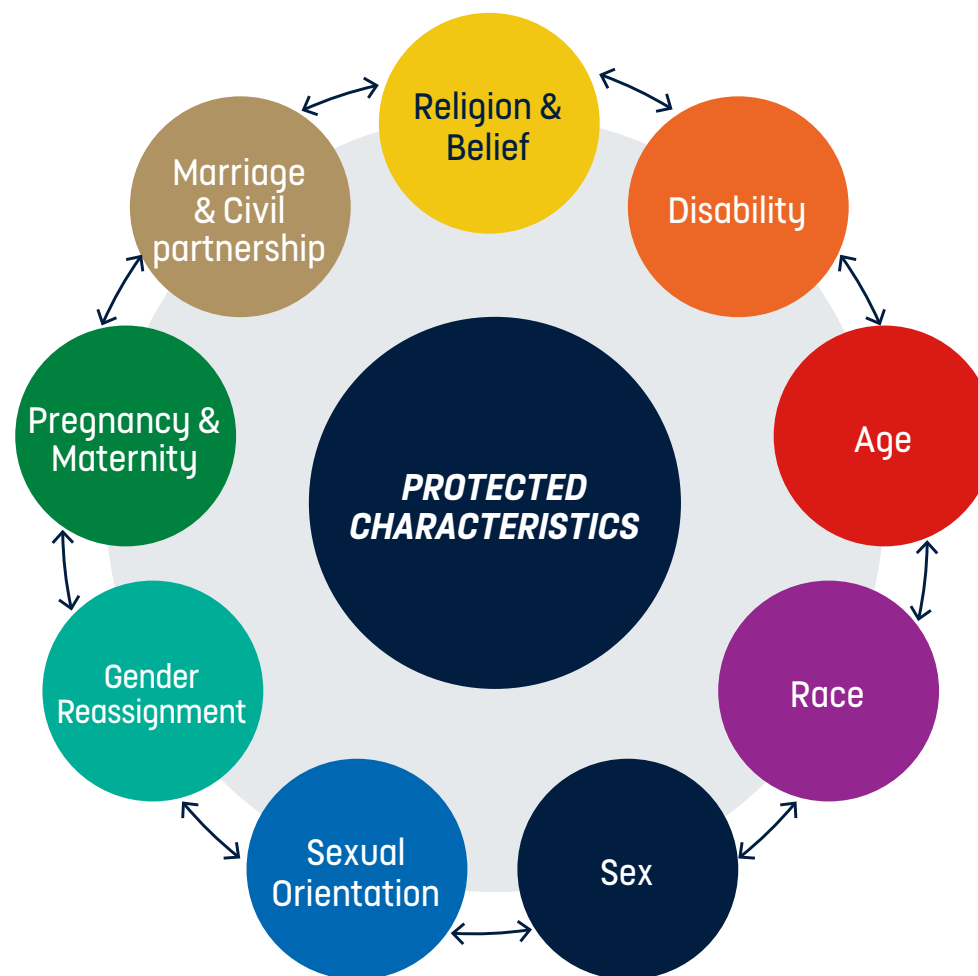 Religion &
Belief
Disability
Age
Race
Sex
Sexual
Orientation
Gender
Reassignment
Pregnancy &
Maternity
Marriage
& Civil
partnership
PROTECTED
CHARACTERISTICS